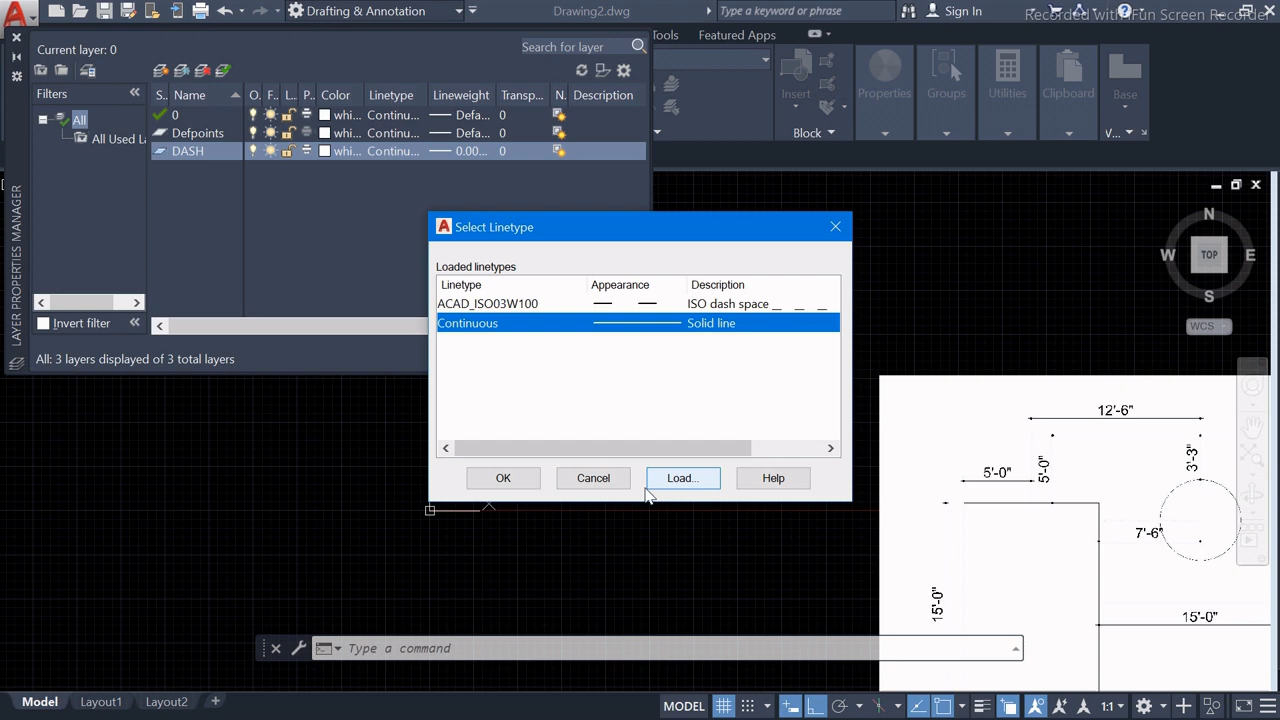 Drafting & Annotation
Drawing2.dwg
Type a keyword or phrase
Sign In
Recorded with iFun Screen Recorder
Current layer: 0
Search for layer
Tools
Featured Apps
Filters
S.. Name
O. F.. L.. P.. Color Linetype Lineweight Transp... N. Description
All
0 whi... Continu... Defa... 0
All Used La
Defpoints whi... Continu... Defa... 0
DASH whi... Continu... 0.00... 0
Insert
Block
Properties
Groups
Utilities
Clipboard
Base
V...
LAYER PROPERTIES MANAGER
Invert filter
All: 3 layers displayed of 3 total layers
Select Linetype
Loaded linetypes
Linetype Appearance Description
ACAD_ISO03W100 ISO dash space _ _ _
Continuous Solid line
OK Cancel Load... Help
N
W TOP E
S
WCS
12'-6"
5'-0"
5'-0"
3'-3"
7'-6"
15'-0"
15'-0"
Type a command
Model Layout1 Layout2 +
MODEL
1:1